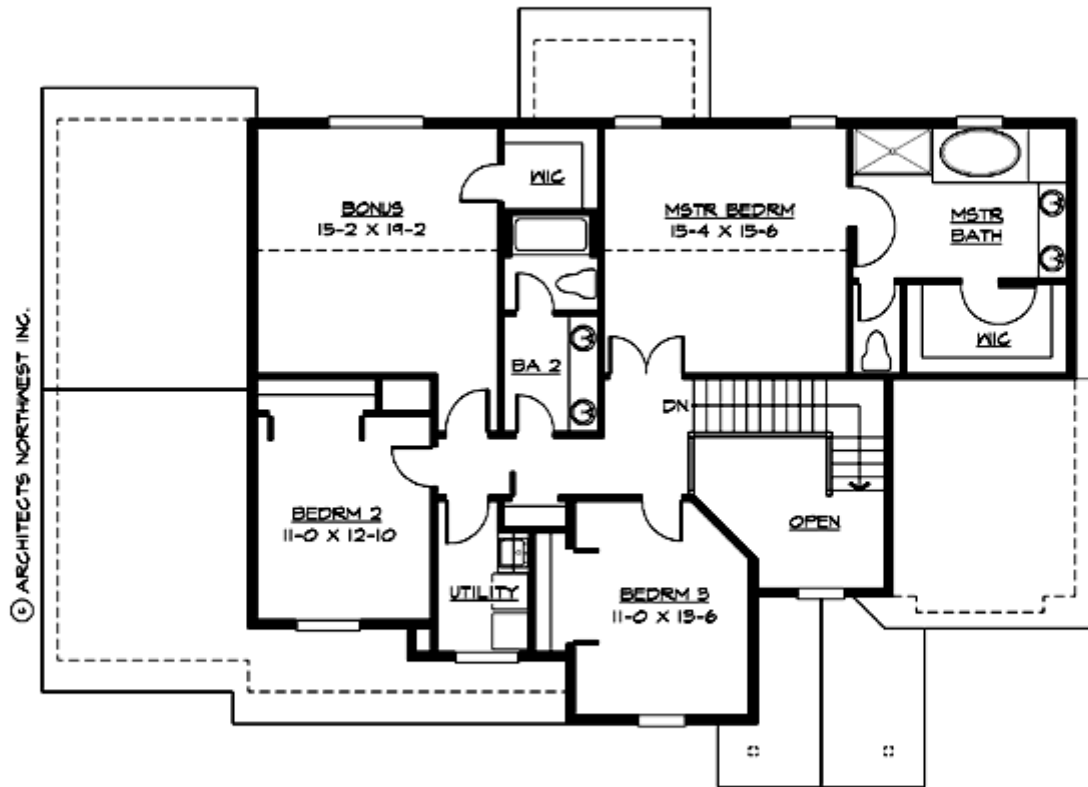 BONUS
15-2 X 19-2
WIC
MSTR BEDRM
15-4 X 15-6
MSTR
BATH
WIC
BA 2
DN
BEDRM 2
11-0 X 12-10
OPEN
UTILITY
BEDRM 3
11-0 X 13-6
© ARCHITECTS NORTHWEST INC.